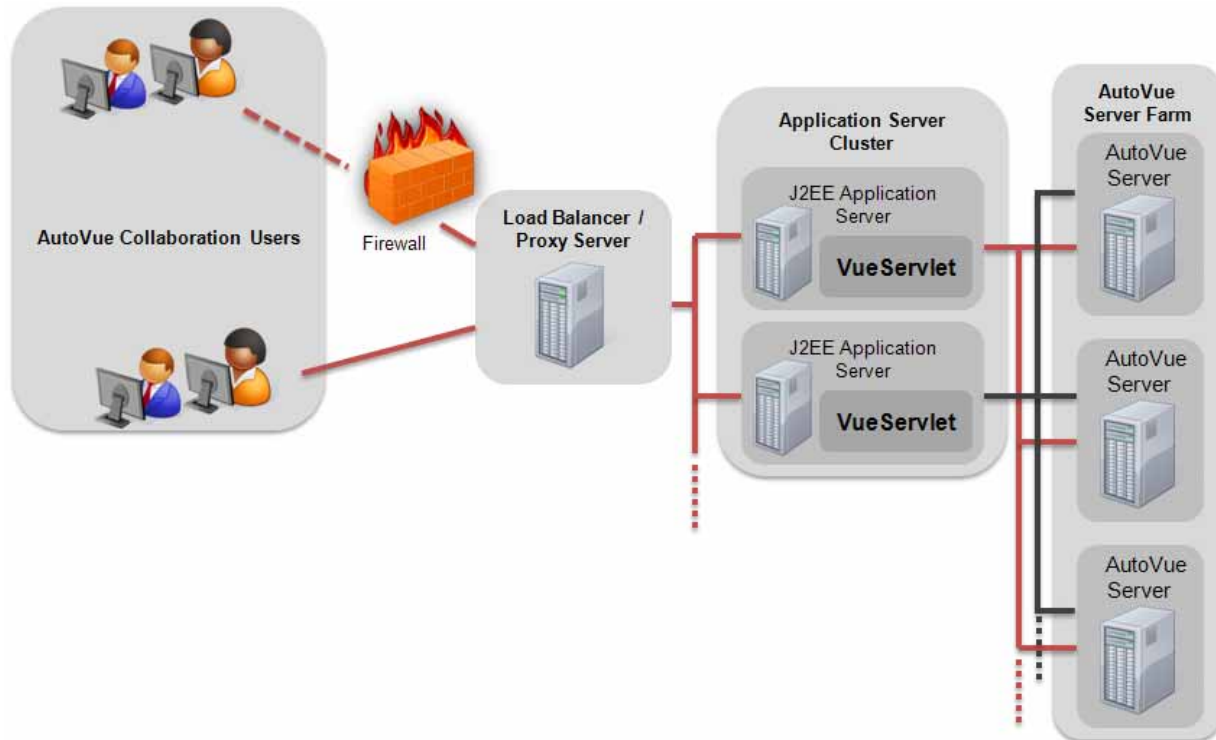 AutoVue Collaboration Users
Firewall
Load Balancer /
Proxy Server
Application Server
Cluster
J2EE Application
Server
VueServlet
J2EE Application
Server
VueServlet
AutoVue
Server Farm
AutoVue
Server
AutoVue
Server
AutoVue
Server